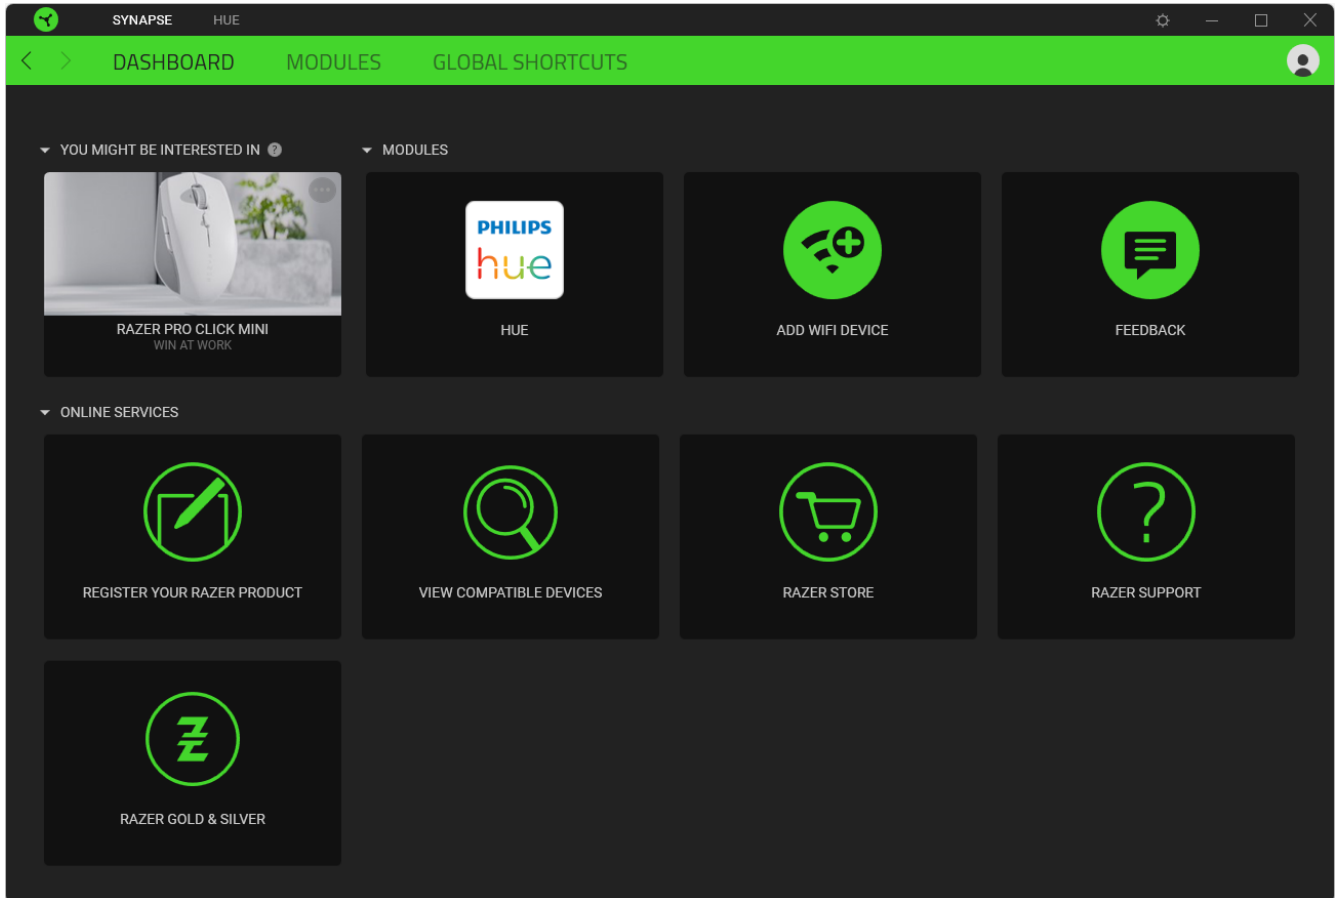 SYNAPSE HUE
DASHBOARD MODULES GLOBAL SHORTCUTS
YOU MIGHT BE INTERESTED IN ?
RAZER PRO CLICK MINI
WIN AT WORK
MODULES
PHILIPS
hue
HUE
ADD WIFI DEVICE
FEEDBACK
ONLINE SERVICES
REGISTER YOUR RAZER PRODUCT
VIEW COMPATIBLE DEVICES
RAZER STORE
?
RAZER SUPPORT
RAZER GOLD & SILVER